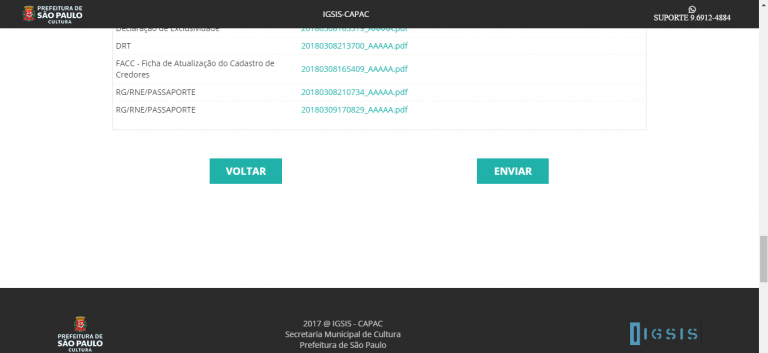 PREFEITURA DE
SÃO PAULO
CULTURA
IGSIS-CAPAC
SUPORTE 9.6912-4884
Declaração de Exclusividade
DRT 20180308213700_AAAAA.pdf
FACC - Ficha de Atualização do Cadastro de
Credores 20180308165409_AAAAA.pdf
RG/RNE/PASSAPORTE 20180308210734_AAAAA.pdf
RG/RNE/PASSAPORTE 20180309170829_AAAAA.pdf
VOLTAR
ENVIAR
PREFEITURA DE
SÃO PAULO
CULTURA
2017 @ IGSIS - CAPAC
Secretaria Municipal de Cultura
Prefeitura de São Paulo
IGSIS